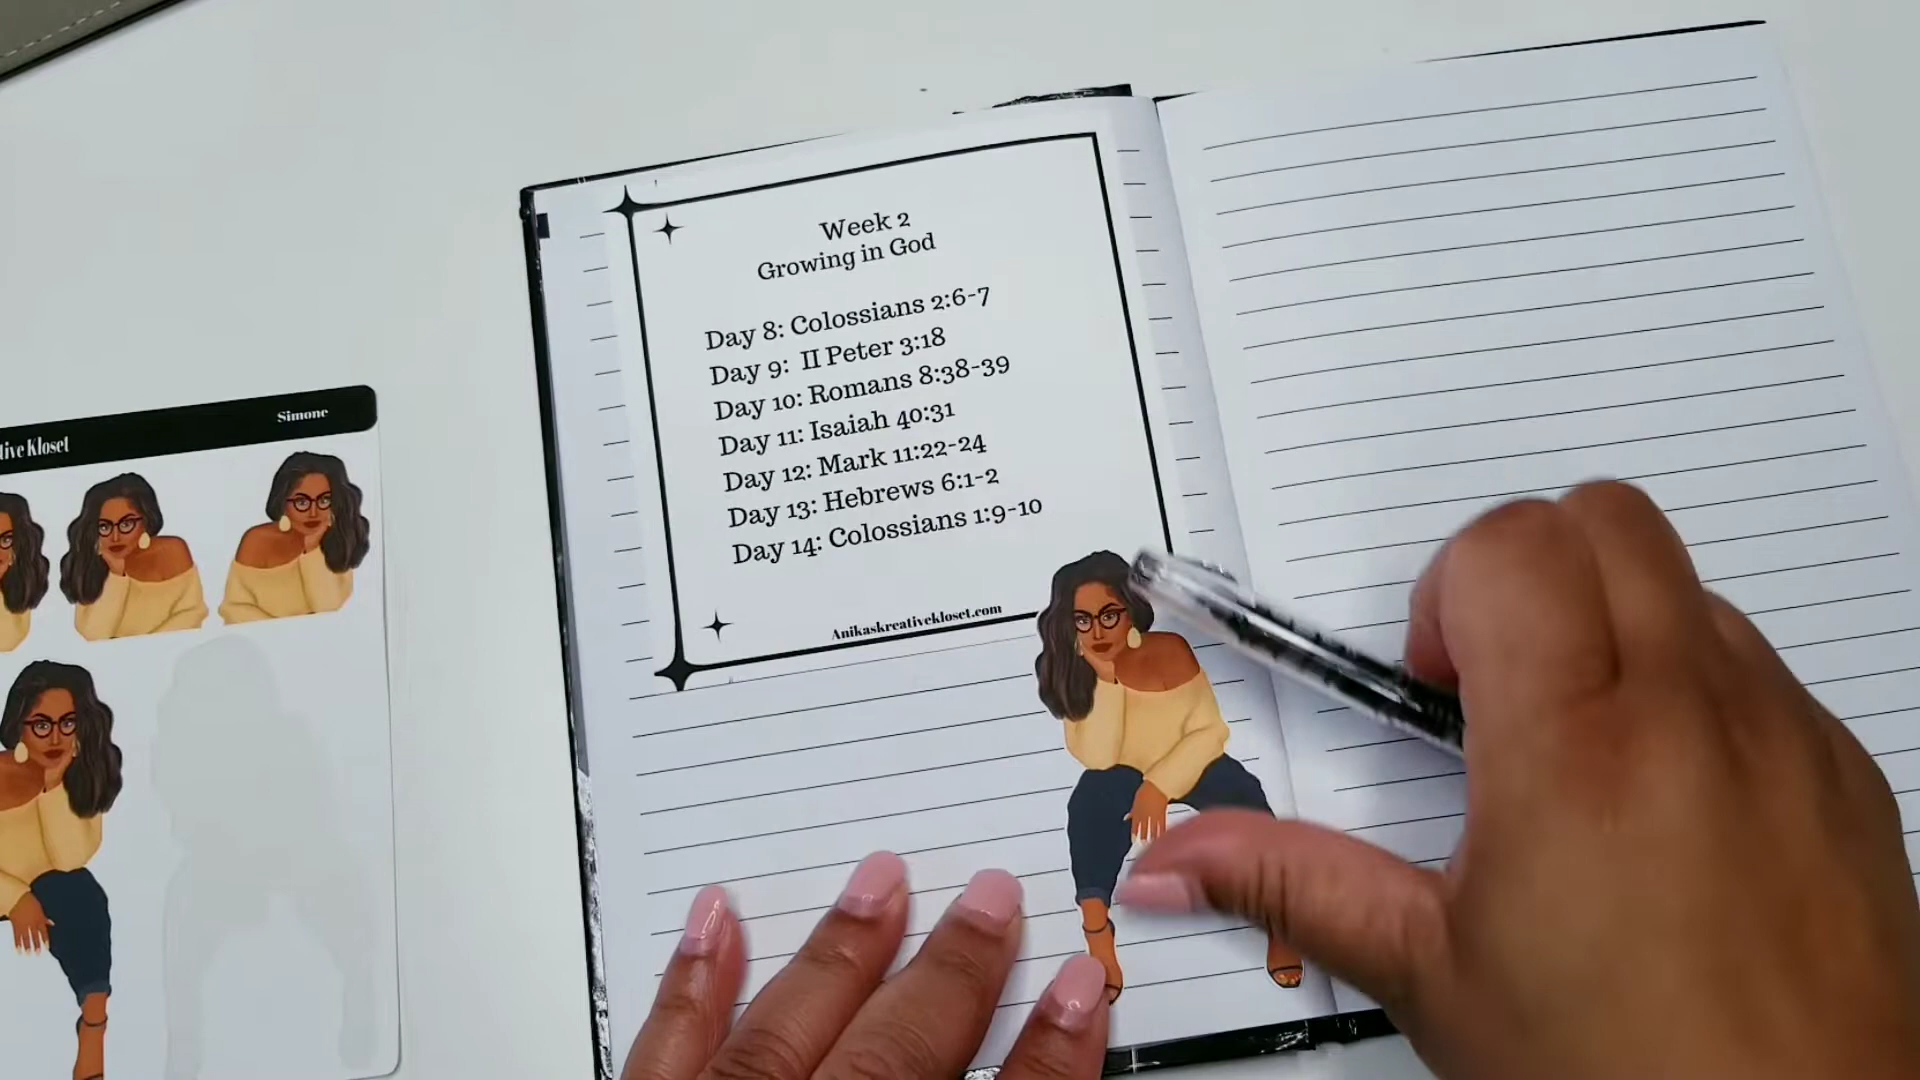 Week 2
Growing in God
Day 8: Colossians 2:6-7
Day 9: II Peter 3:18
Day 10: Romans 8:38-39
Day 11: Isaiah 40:31
Day 12: Mark 11:22-24
Day 13: Hebrews 6:1-2
Day 14: Colossians 1:9-10
Anikaskreativekloset.com
Simone
Kloset